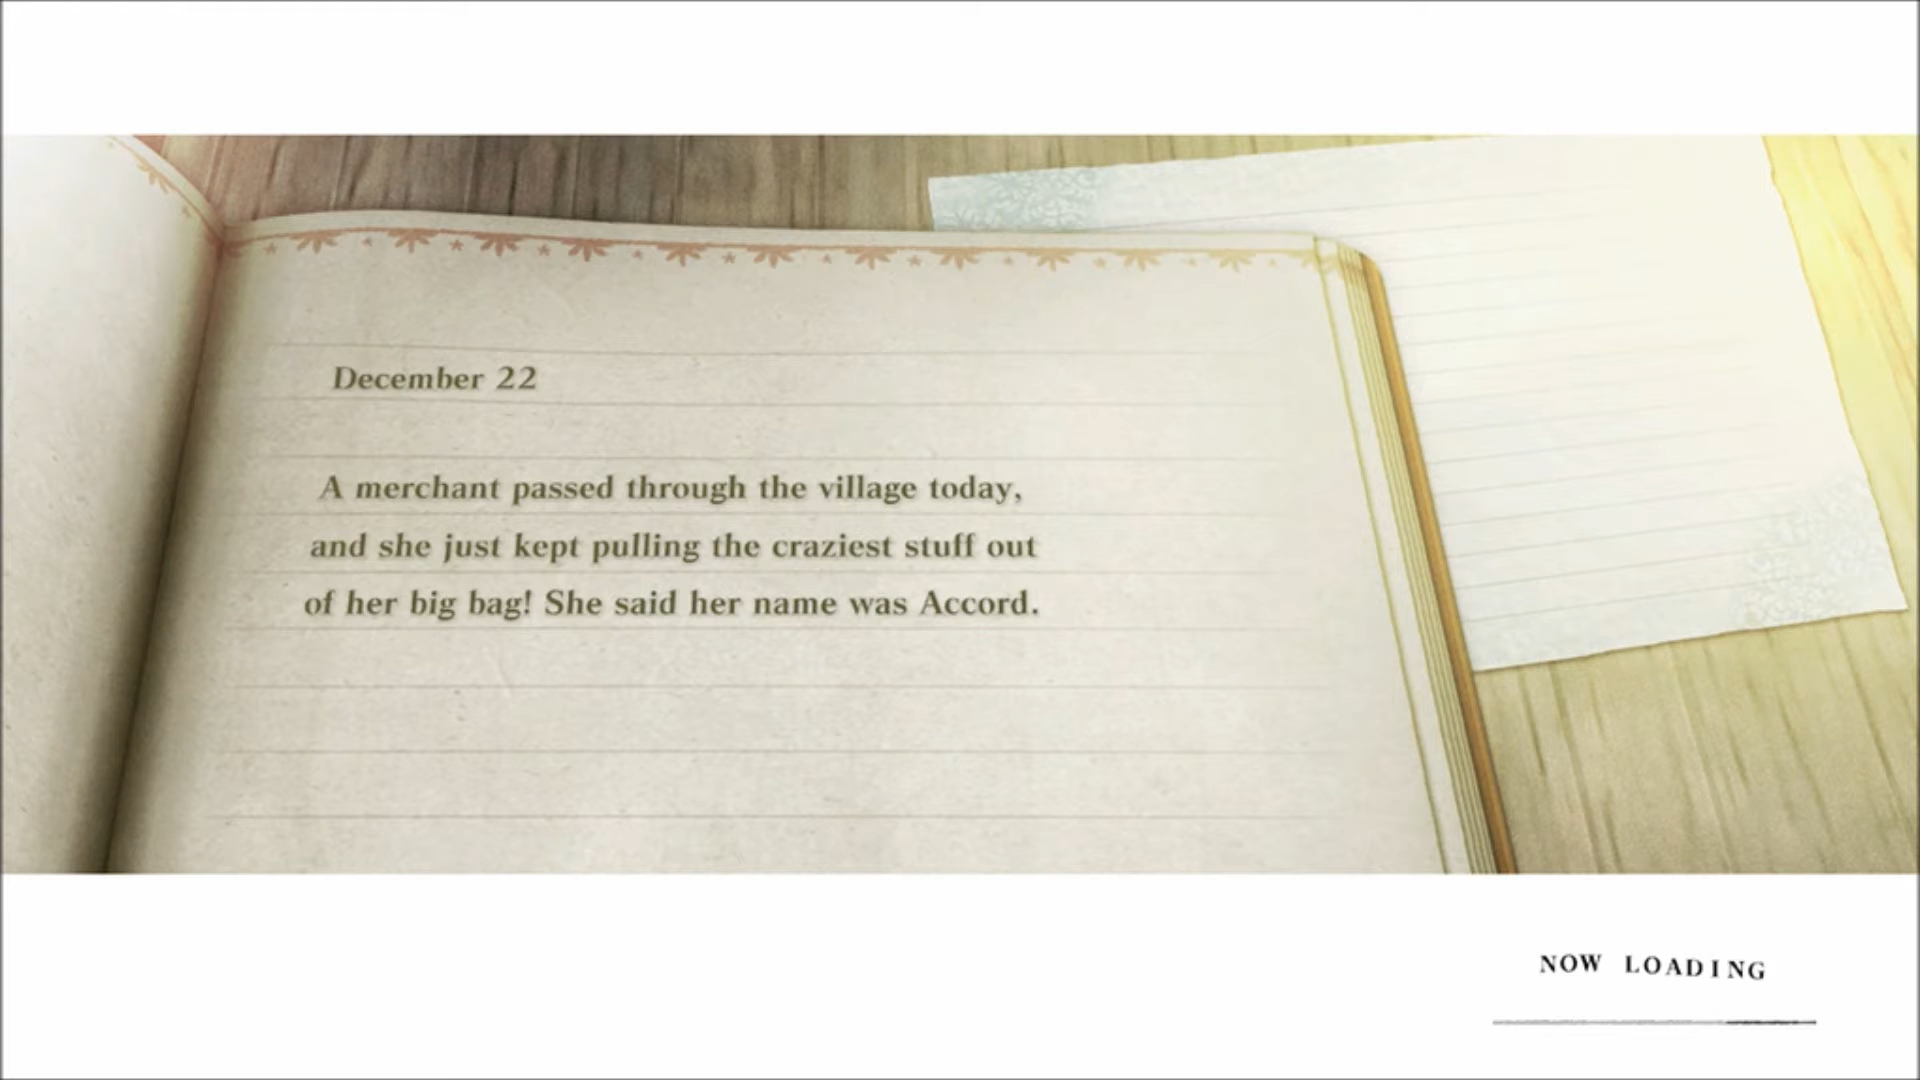 December 22
A merchant passed through the village today,
and she just kept pulling the craziest stuff out
of her big bag! She said her name was Accord.
NOW LOADING